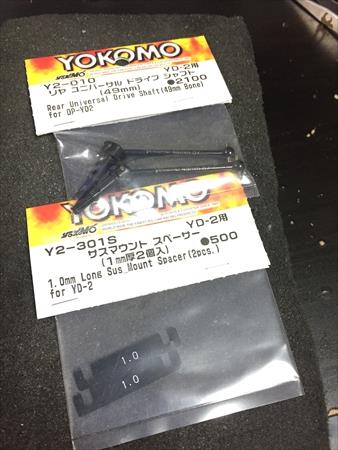 YOKOMO
YOKOMO
Y2-010 YD-2用
リヤ ユニバーサル ドライブ シャフト
(49mm) ●2100
Rear Universal Drive Shaft(49mm Bone)
for DP-YD2
YOKOMO
YOKOMO
Y2-301S YD-2用
サスマウント スペーサー
(1mm厚2個入) ●500
1.0mm Long Sus Mount Spacer(2pcs.)
for YD-2
1.0
1.0